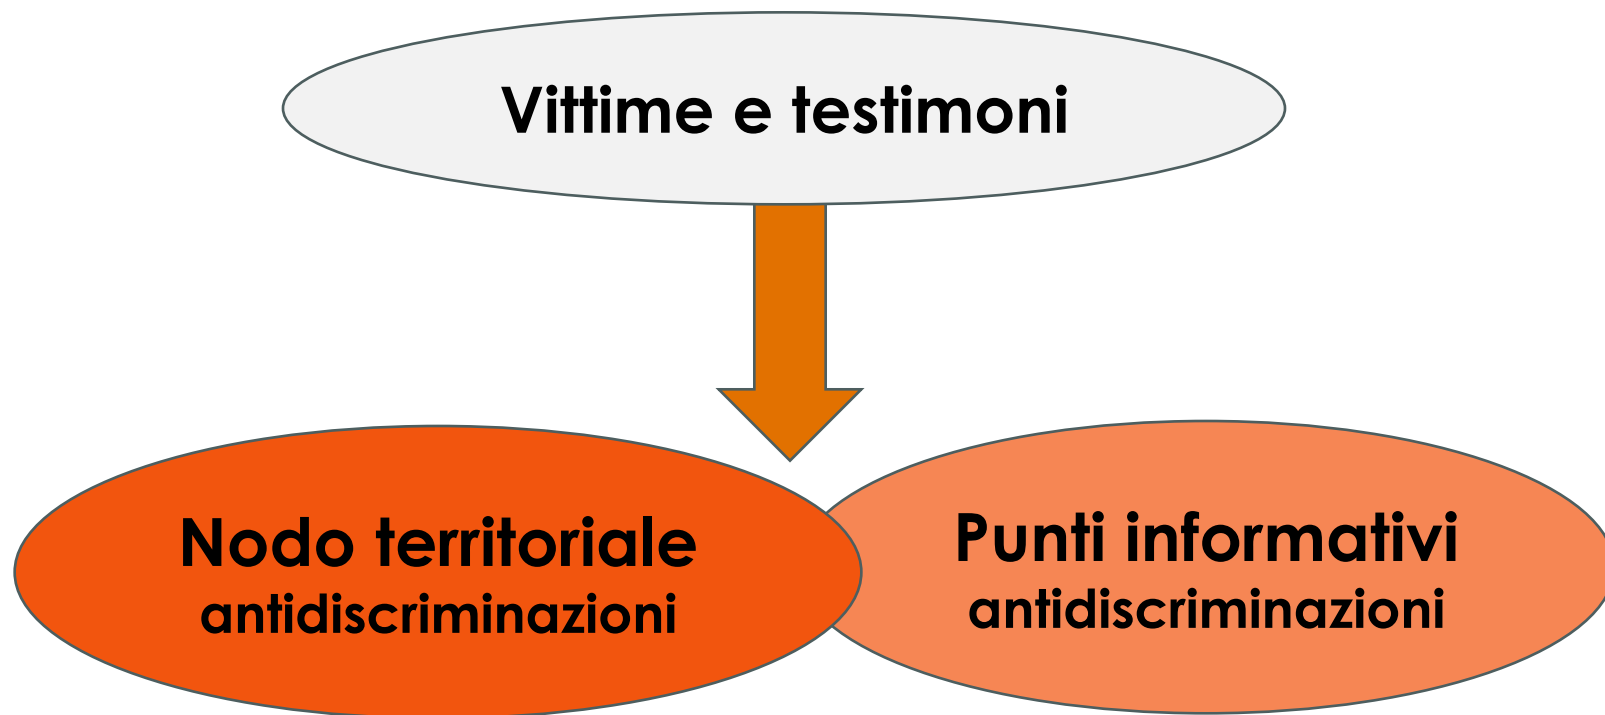 Vittime e testimoni
Nodo territoriale
antidiscriminazioni
Punti informativi
antidiscriminazioni